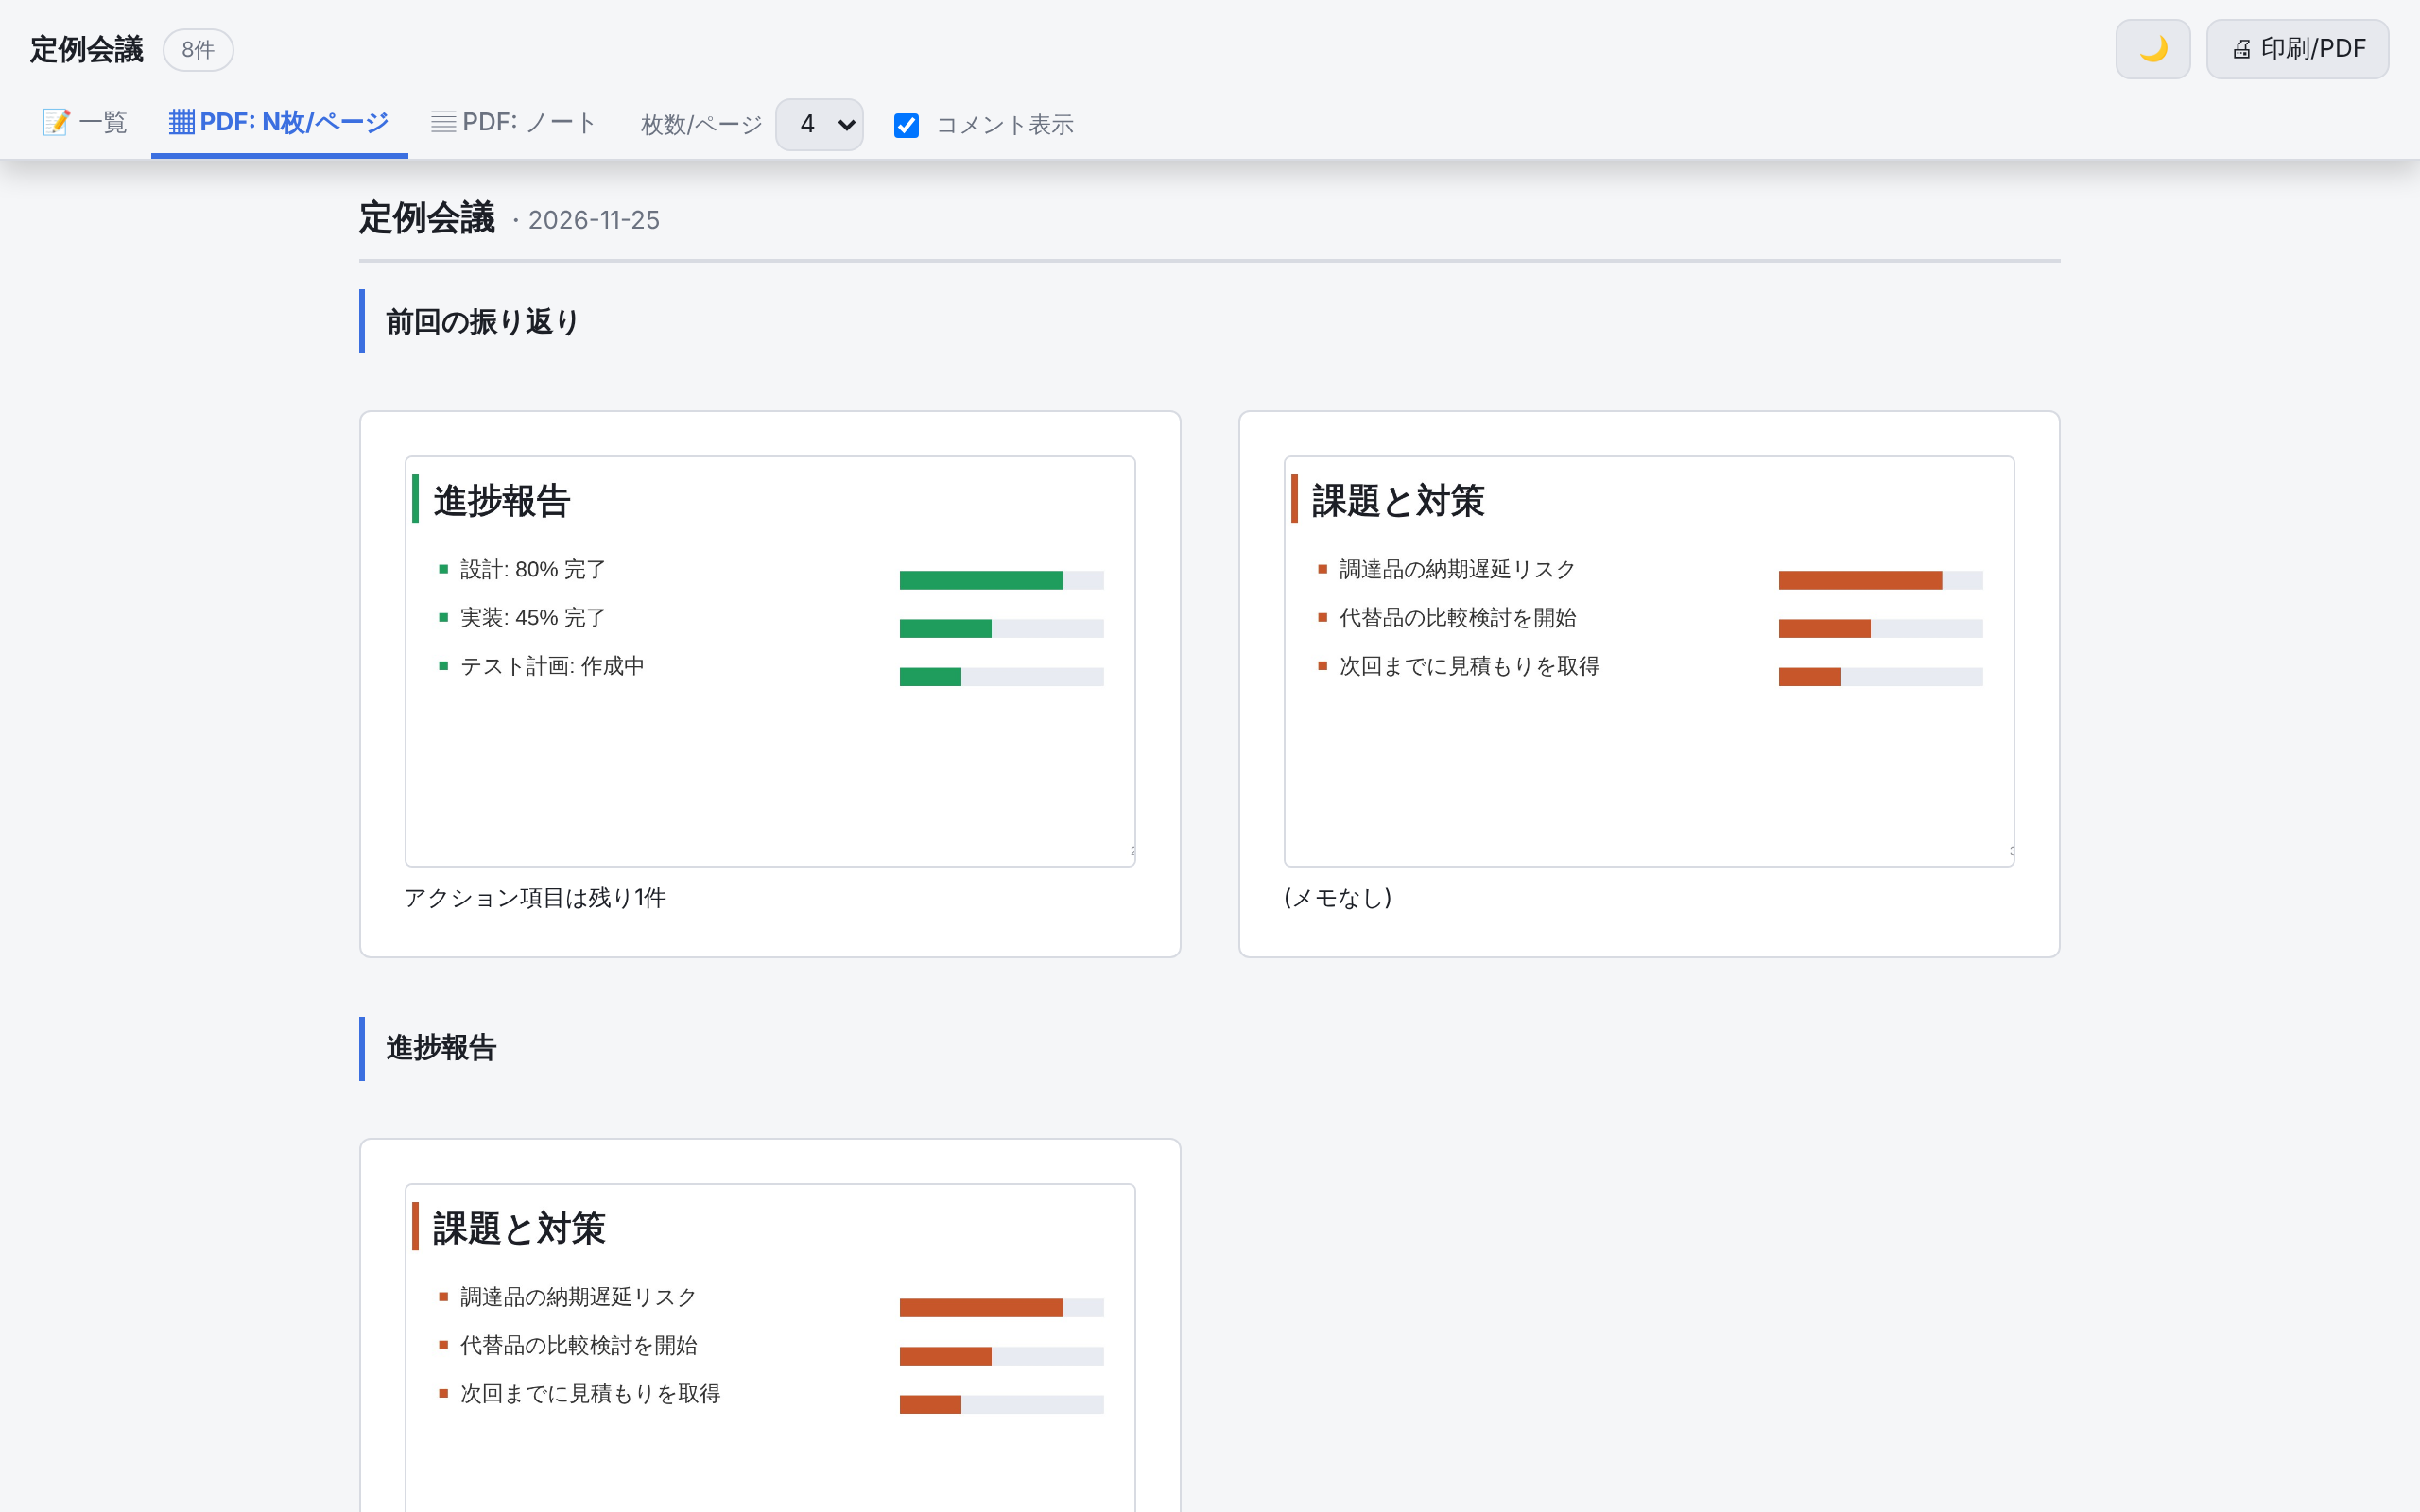 定例会議 8件
🌙 🖨 印刷/PDF
📝 一覧 PDF: N枚/ページ PDF: ノート 枚数/ページ 4 コメント表示
定例会議 · 2026-11-25
前回の振り返り
進捗報告
設計: 80% 完了
実装: 45% 完了
テスト計画: 作成中
アクション項目は残り1件
課題と対策
調達品の納期遅延リスク
代替品の比較検討を開始
次回までに見積もりを取得
(メモなし)
進捗報告
課題と対策
調達品の納期遅延リスク
代替品の比較検討を開始
次回までに見積もりを取得